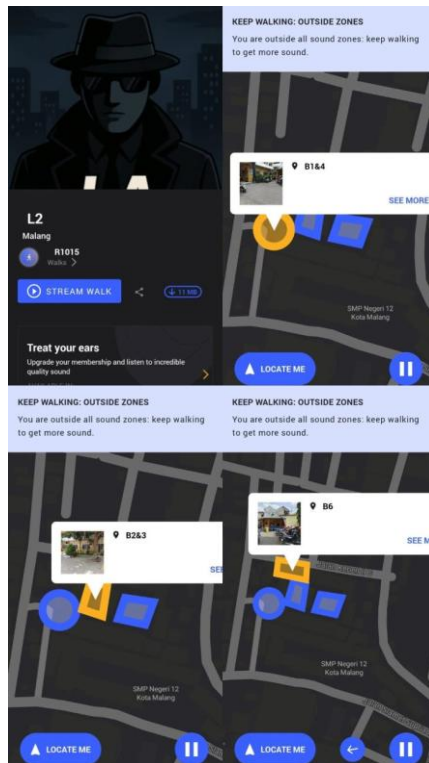 L2
Malang
R1015
Walks >
STREAM WALK
11 MB
Treat your ears
Upgrade your membership and listen to incredible
quality sound
KEEP WALKING: OUTSIDE ZONES
You are outside all sound zones: keep walking
to get more sound.
B1&4
SEE MORE
SMP Negeri 12
Kota Malang
LOCATE ME
KEEP WALKING: OUTSIDE ZONES
You are outside all sound zones: keep walking
to get more sound.
B2&3
SEE
SMP Negeri 12
Kota Malang
LOCATE ME
KEEP WALKING: OUTSIDE ZONES
You are outside all sound zones: keep walking
to get more sound.
B6
SEE M
SMP Negeri 12
Kota Malang
LOCATE ME